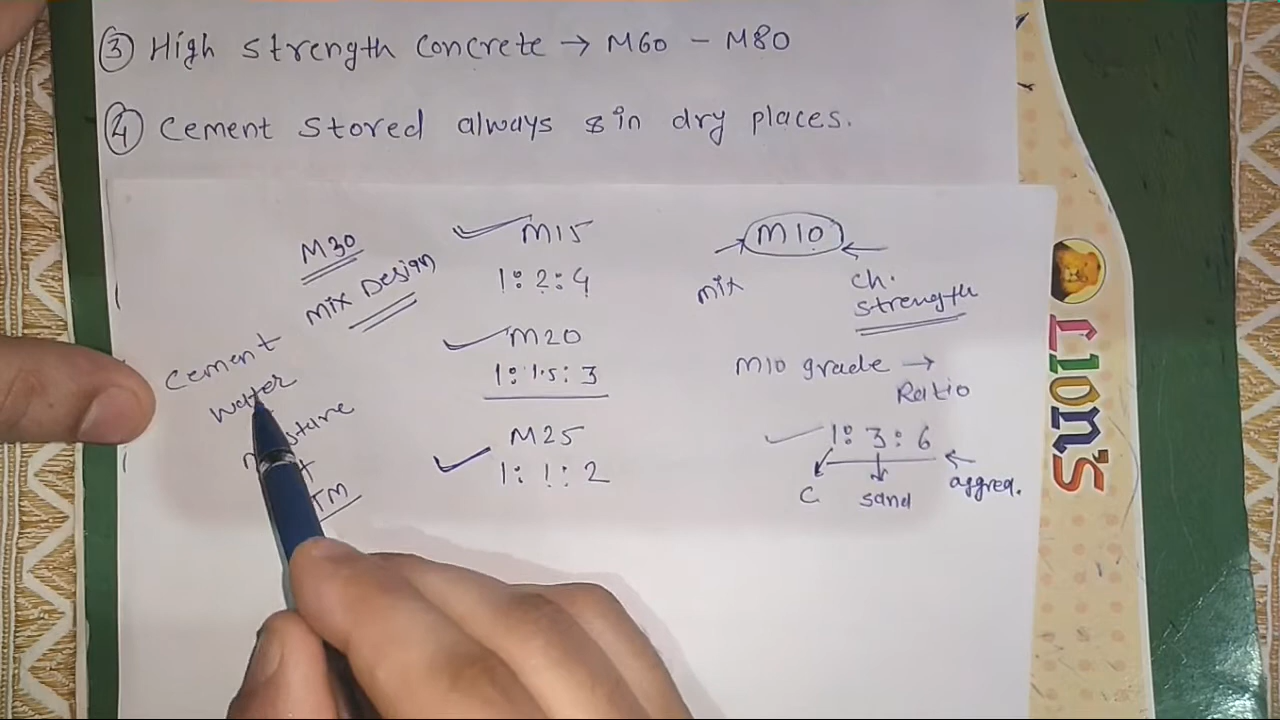 ③ High strength concrete → M60 - M80
④ Cement stored always in dry places.
M30
Mix Design
Cement
Water
TM
M15
1:2:4
M20
1:1.5:3
M25
1:1:2
M10
mix
ch.
strength
M10 grade →
Ratio
1:3:6
C
sand
aggreg.
LIONS